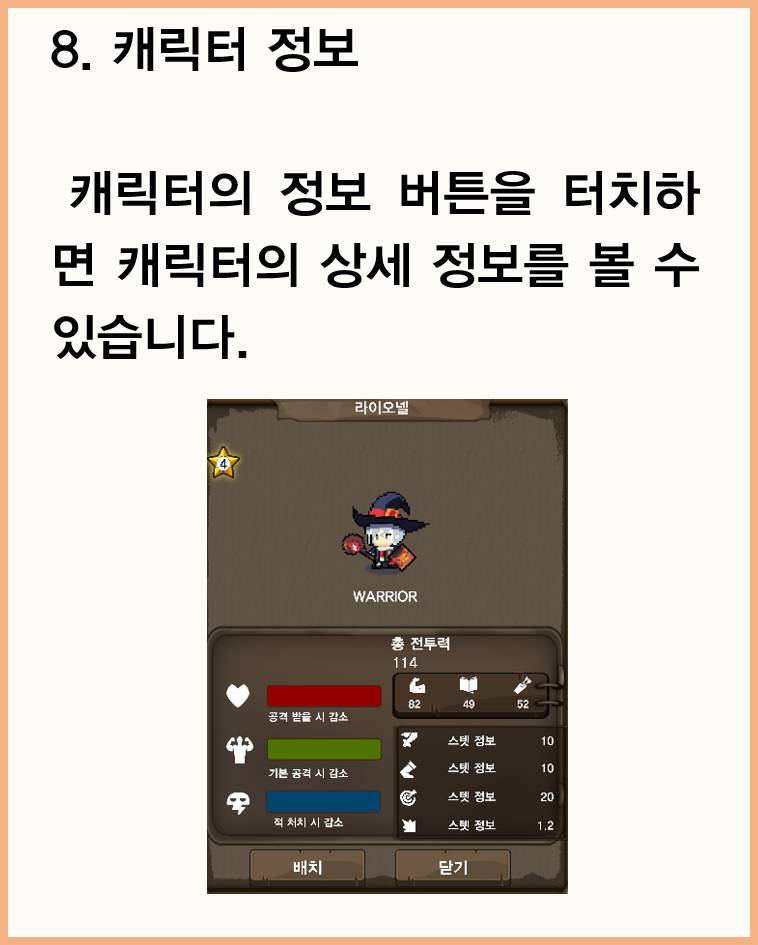 8. 캐릭터 정보
캐릭터의 정보 버튼을 터치하
면 캐릭터의 상세 정보를 볼 수
있습니다.
라이오넬
4
WARRIOR
총 전투력
114
82 49 52
공격 받을 시 감소
기본 공격 시 감소
적 처치 시 감소
스텟 정보 10
스텟 정보 10
스텟 정보 20
스텟 정보 1.2
배치 닫기